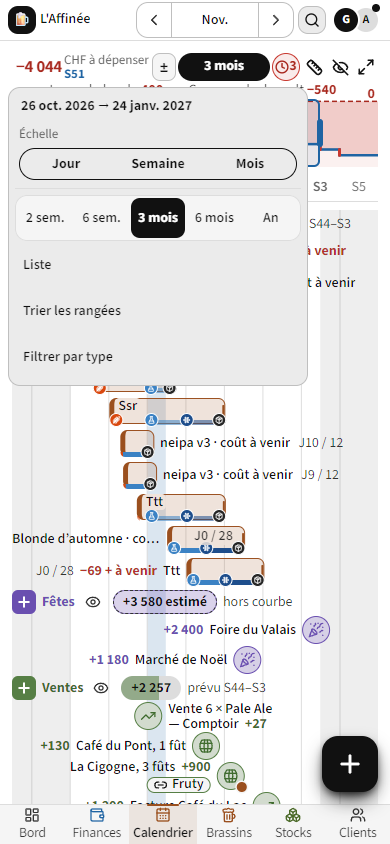 L'Affinée
Nov.
G
A
−4 044 CHF à dépenser
S51
±
3 mois
3
−540
0
26 oct. 2026 → 24 janv. 2027
Échelle
Jour Semaine Mois
2 sem. 6 sem. 3 mois 6 mois An
S3 S5
S44–S3
à venir
t à venir
Liste
Trier les rangées
Filtrer par type
Ssr
neipa v3 · coût à venir J10 / 12
neipa v3 · coût à venir J9 / 12
Ttt
Blonde d'automne · co… J0 / 28
J0 / 28 −69 + à venir Ttt
Fêtes +3 580 estimé hors courbe
+2 400 Foire du Valais
+1 180 Marché de Noël
Ventes +2 257 prévu S44–S3
Vente 6 × Pale Ale
— Comptoir +27
+130 Café du Pont, 1 fût
La Cigogne, 3 fûts +900
Fruty
Bord Finances Calendrier Brassins Stocks Clients